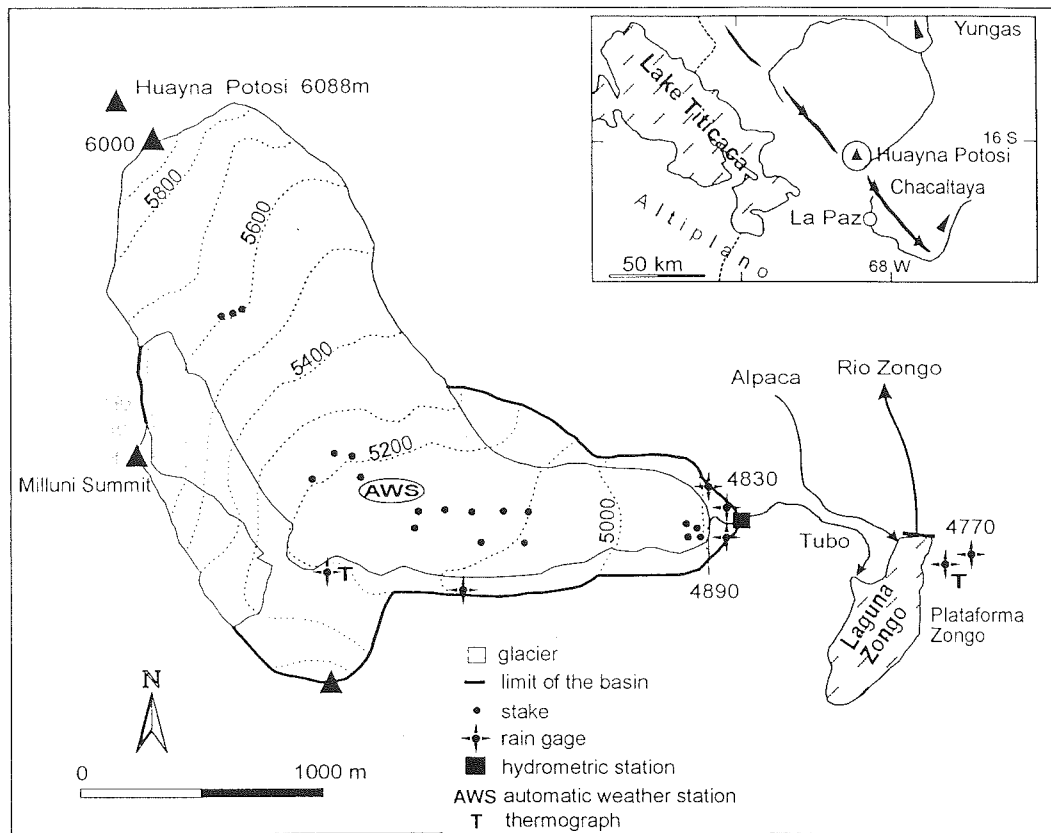 Huayna Potosi 6088m
6000
5800
5600
5400
5200
5000
AWS
Milluni Summit
T
4830
4890
Alpaca
Rio Zongo
Tubo
4770
T
Laguna
Zongo
Plataforma
Zongo
Yungas
Lake Titicaca
16 S
Huayna Potosi
Chacaltaya
La Paz
Altiplano
50 km
68 W
N
0 1000 m
glacier
limit of the basin
stake
rain gage
hydrometric station
AWS automatic weather station
T thermograph